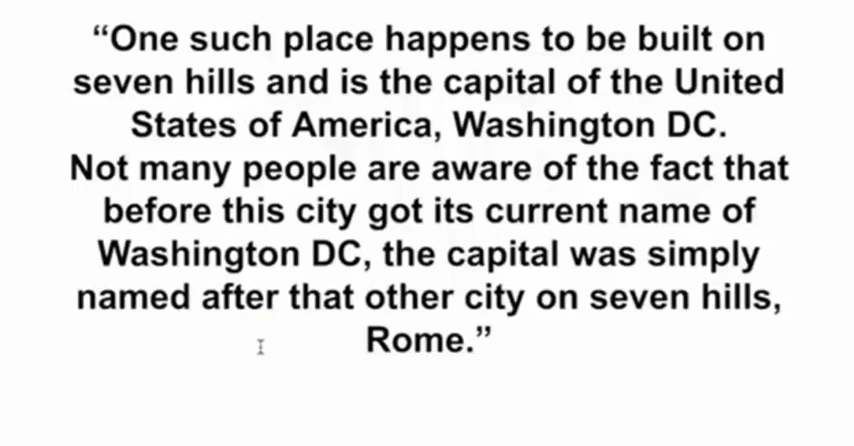 “One such place happens to be built on
seven hills and is the capital of the United
States of America, Washington DC.
Not many people are aware of the fact that
before this city got its current name of
Washington DC, the capital was simply
named after that other city on seven hills,
Rome.”